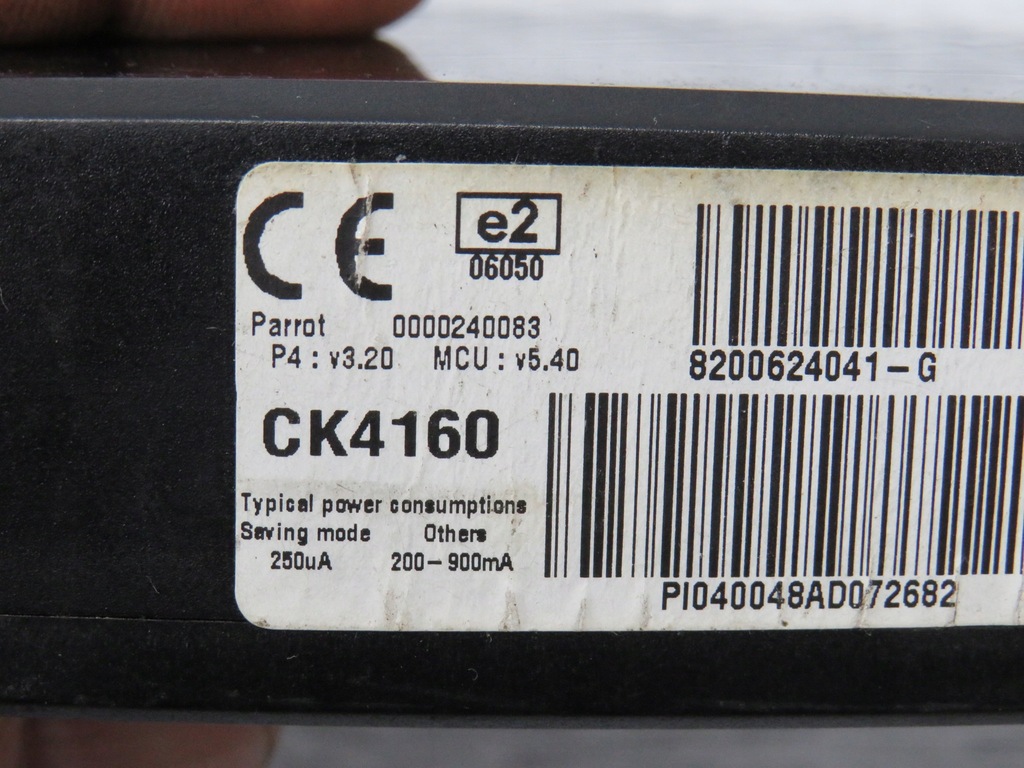 CE
e2
06050
Parrot 0000240083
P4 : v3.20 MCU : v5.40
8200624041-G
CK4160
Typical power consumptions
Saving mode Others
250uA 200-900mA
PI040048AD072682